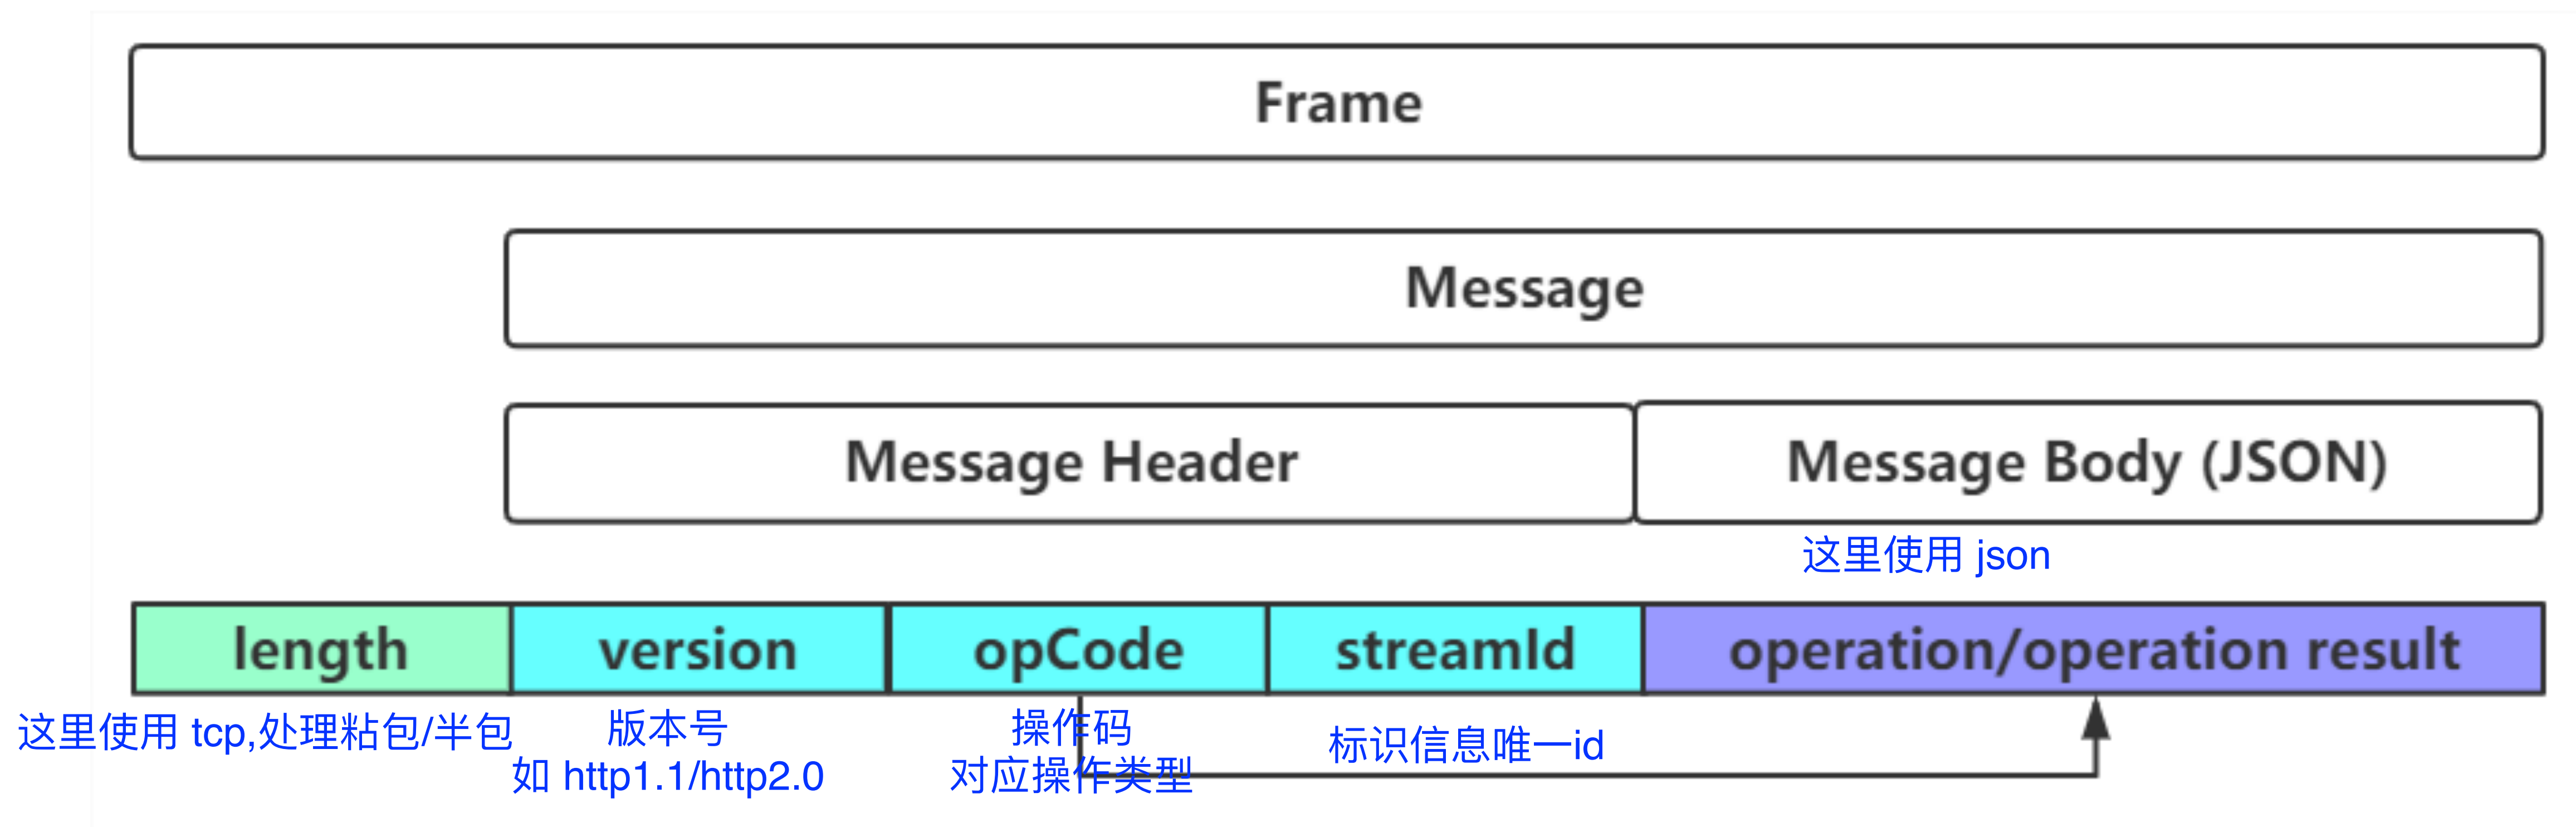 Frame
Message
Message Header
Message Body (JSON)
这里使用 json
length
version
opCode
streamId
operation/operation result
这里使用 tcp,处理粘包/半包
版本号
如 http1.1/http2.0
操作码
对应操作类型
标识信息唯一id